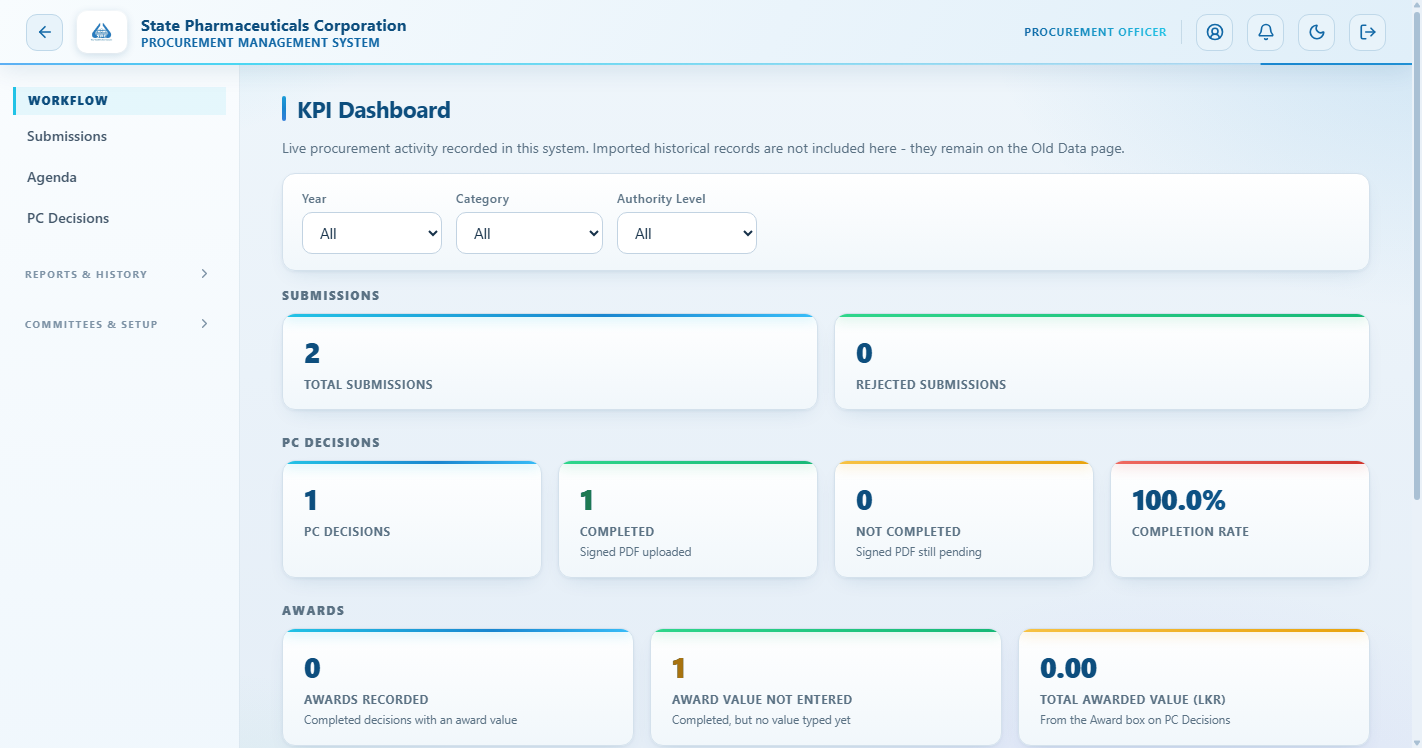 State Pharmaceuticals Corporation
PROCUREMENT MANAGEMENT SYSTEM
PROCUREMENT OFFICER
WORKFLOW
Submissions
Agenda
PC Decisions
REPORTS & HISTORY
COMMITTEES & SETUP
KPI Dashboard
Live procurement activity recorded in this system. Imported historical records are not included here - they remain on the Old Data page.
Year Category Authority Level
All All All
SUBMISSIONS
2
TOTAL SUBMISSIONS
0
REJECTED SUBMISSIONS
PC DECISIONS
1
PC DECISIONS
1
COMPLETED
Signed PDF uploaded
0
NOT COMPLETED
Signed PDF still pending
100.0%
COMPLETION RATE
AWARDS
0
AWARDS RECORDED
Completed decisions with an award value
1
AWARD VALUE NOT ENTERED
Completed, but no value typed yet
0.00
TOTAL AWARDED VALUE (LKR)
From the Award box on PC Decisions